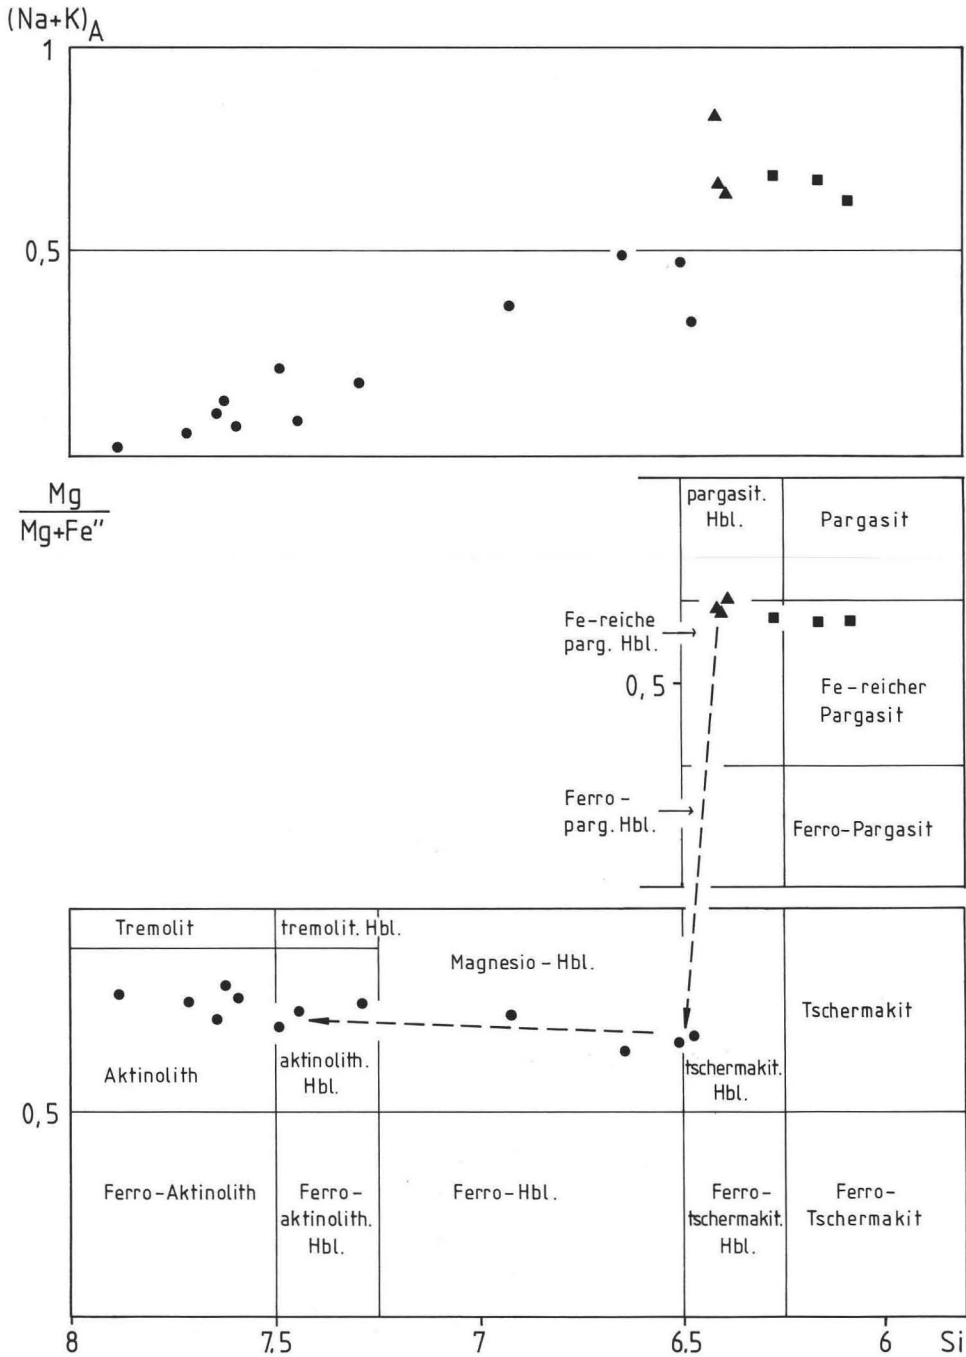 (Na+K)A
1
0,5
Mg
Mg+Fe"
pargasit.
Hbl.
Pargasit
Fe-reiche
parg. Hbl.
0,5
Fe-reicher
Pargasit
Ferro-
parg. Hbl.
Ferro-Pargasit
Tremolit
tremolit. Hbl.
Magnesio-Hbl.
Tschermakit
Aktinolith
aktinolith.
Hbl.
tschermakit.
Hbl.
0,5
Ferro-Aktinolith
Ferro-
aktinolith.
Hbl.
Ferro-Hbl.
Ferro-
tschermakit.
Hbl.
Ferro-
Tschermakit
8
7.5
7
6.5
6
Si